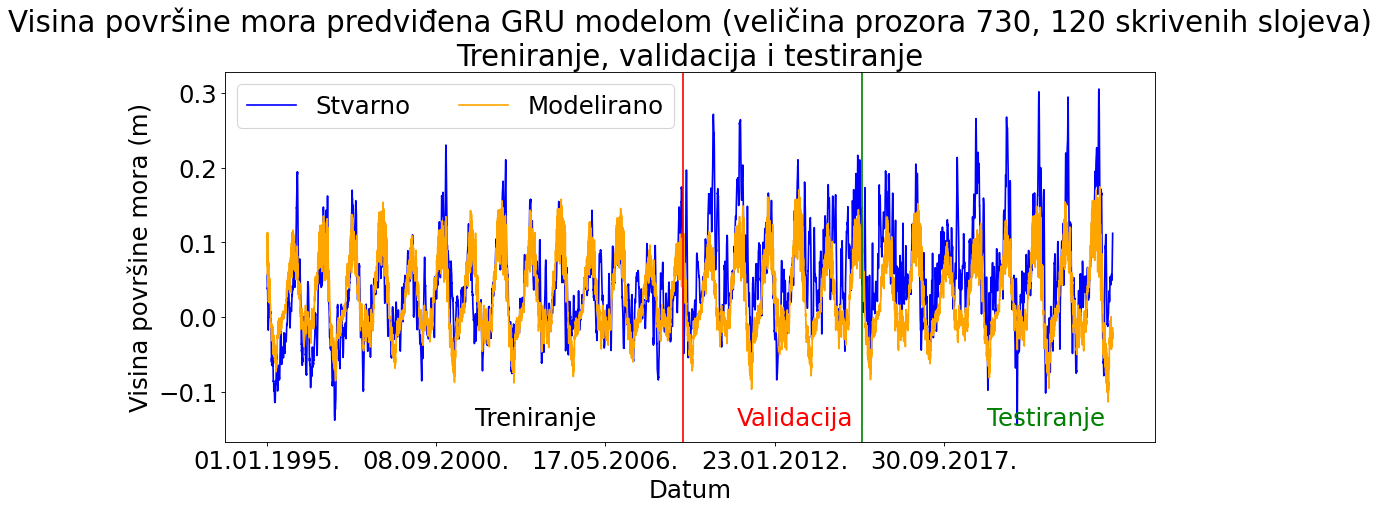 Visina površine mora predviđena GRU modelom (veličina prozora 730, 120 skrivenih slojeva)
Treniranje, validacija i testiranje
Stvarno
Modelirano
Visina površine mora (m)
0.3
0.2
0.1
0.0
−0.1
Treniranje
Validacija
Testiranje
01.01.1995.
08.09.2000.
17.05.2006.
23.01.2012.
30.09.2017.
Datum